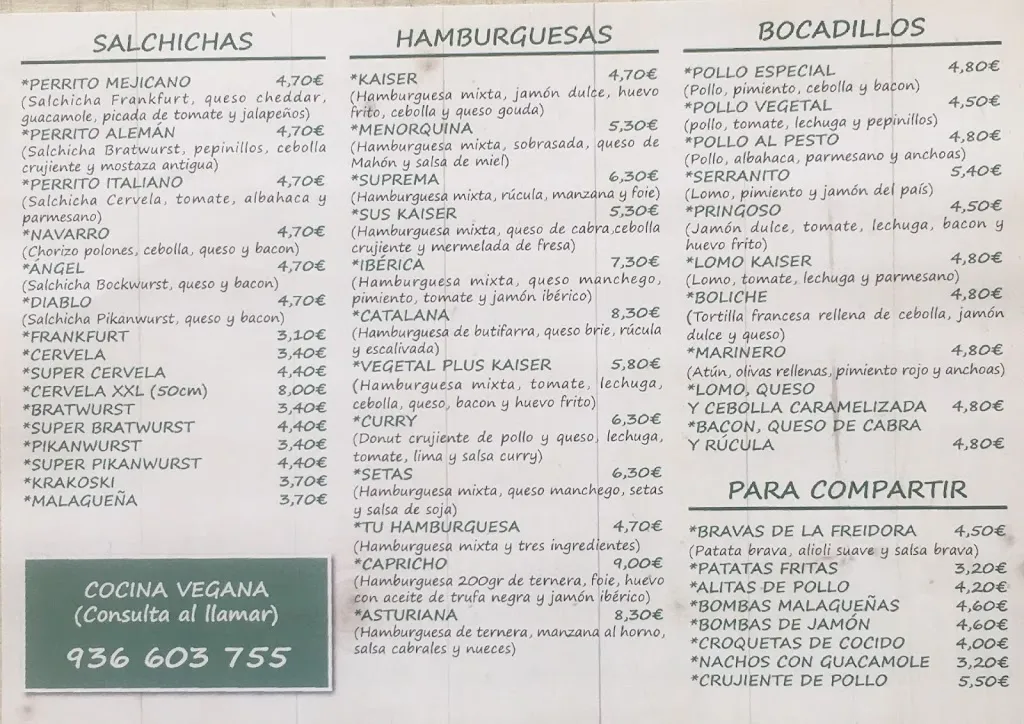 SALCHICHAS
*PERRITO MEJICANO 4,70€
(Salchicha Frankfurt, queso cheddar,
guacamole, picada de tomate y jalapeños)
*PERRITO ALEMÁN 4,70€
(Salchicha Bratwurst, pepinillos, cebolla
crujiente y mostaza antigua)
*PERRITO ITALIANO 4,70€
(Salchicha Cervela, tomate, albahaca y
parmesano)
*NAVARRO 4,70€
(Chorizo polones, cebolla, queso y bacon)
*ÁNGEL 4,70€
(Salchicha Bockwurst, queso y bacon)
*DIABLO 4,70€
(Salchicha Pikanwurst, queso y bacon)
*FRANKFURT 3,10€
*CERVELA 3,40€
*SUPER CERVELA 4,40€
*CERVELA XXL (50cm) 8,00€
*BRATWURST 3,40€
*SUPER BRATWURST 4,40€
*PIKANWURST 3,40€
*SUPER PIKANWURST 4,40€
*KRAKOSKI 3,70€
*MALAGUEÑA 3,70€
COCINA VEGANA
(Consulta al llamar)
936 603 755
HAMBURGUESAS
*KAISER 4,70€
(Hamburguesa mixta, jamón dulce, huevo
frito, cebolla y queso gouda)
*MENORQUINA 5,30€
(Hamburguesa mixta, sobrasada, queso de
Mahón y salsa de miel)
*SUPREMA 6,30€
(Hamburguesa mixta, rúcula, manzana y foie)
*SUS KAISER 5,30€
(Hamburguesa mixta, queso de cabra,cebolla
crujiente y mermelada de fresa)
*IBÉRICA 7,30€
(Hamburguesa mixta, queso manchego,
pimiento, tomate y jamón ibérico)
*CATALANA 8,30€
(Hamburguesa de butifarra, queso brie, rúcula
y escalivada)
*VEGETAL PLUS KAISER 5,80€
(Hamburguesa mixta, tomate, lechuga,
cebolla, queso, bacon y huevo frito)
*CURRY 6,30€
(Donut crujiente de pollo y queso, lechuga,
tomate, lima y salsa curry)
*SETAS 6,30€
(Hamburguesa mixta, queso manchego, setas
y salsa de soja)
*TU HAMBURGUESA 4,70€
(Hamburguesa mixta y tres ingredientes)
*CAPRICHO 9,00€
(Hamburguesa 200gr de ternera, foie, huevo
con aceite de trufa negra y jamón ibérico)
*ASTURIANA 8,30€
(Hamburguesa de ternera, manzana al horno,
salsa cabrales y nueces)
BOCADILLOS
*POLLO ESPECIAL 4,80€
(Pollo, pimiento, cebolla y bacon)
*POLLO VEGETAL 4,50€
(pollo, tomate, lechuga y pepinillos)
*POLLO AL PESTO 4,80€
(Pollo, albahaca, parmesano y anchoas)
*SERRANITO 5,40€
(Lomo, pimiento y jamón del país)
*PRINGOSO 4,50€
(Jamón dulce, tomate, lechuga, bacon y
huevo frito)
*LOMO KAISER 4,80€
(Lomo, tomate, lechuga y parmesano)
*BOLICHE 4,80€
(Tortilla francesa rellena de cebolla, jamón
dulce y queso)
*MARINERO 4,80€
(Atún, olivas rellenas, pimiento rojo y anchoas)
*LOMO, QUESO
Y CEBOLLA CARAMELIZADA 4,80€
*BACON, QUESO DE CABRA
Y RÚCULA 4,80€
PARA COMPARTIR
*BRAVAS DE LA FREIDORA 4,50€
(Patata brava, alioli suave y salsa brava)
*PATATAS FRITAS 3,20€
*ALITAS DE POLLO 4,20€
*BOMBAS MALAGUEÑAS 4,60€
*BOMBAS DE JAMÓN 4,60€
*CROQUETAS DE COCIDO 4,00€
*NACHOS CON GUACAMOLE 3,20€
*CRUJIENTE DE POLLO 5,50€